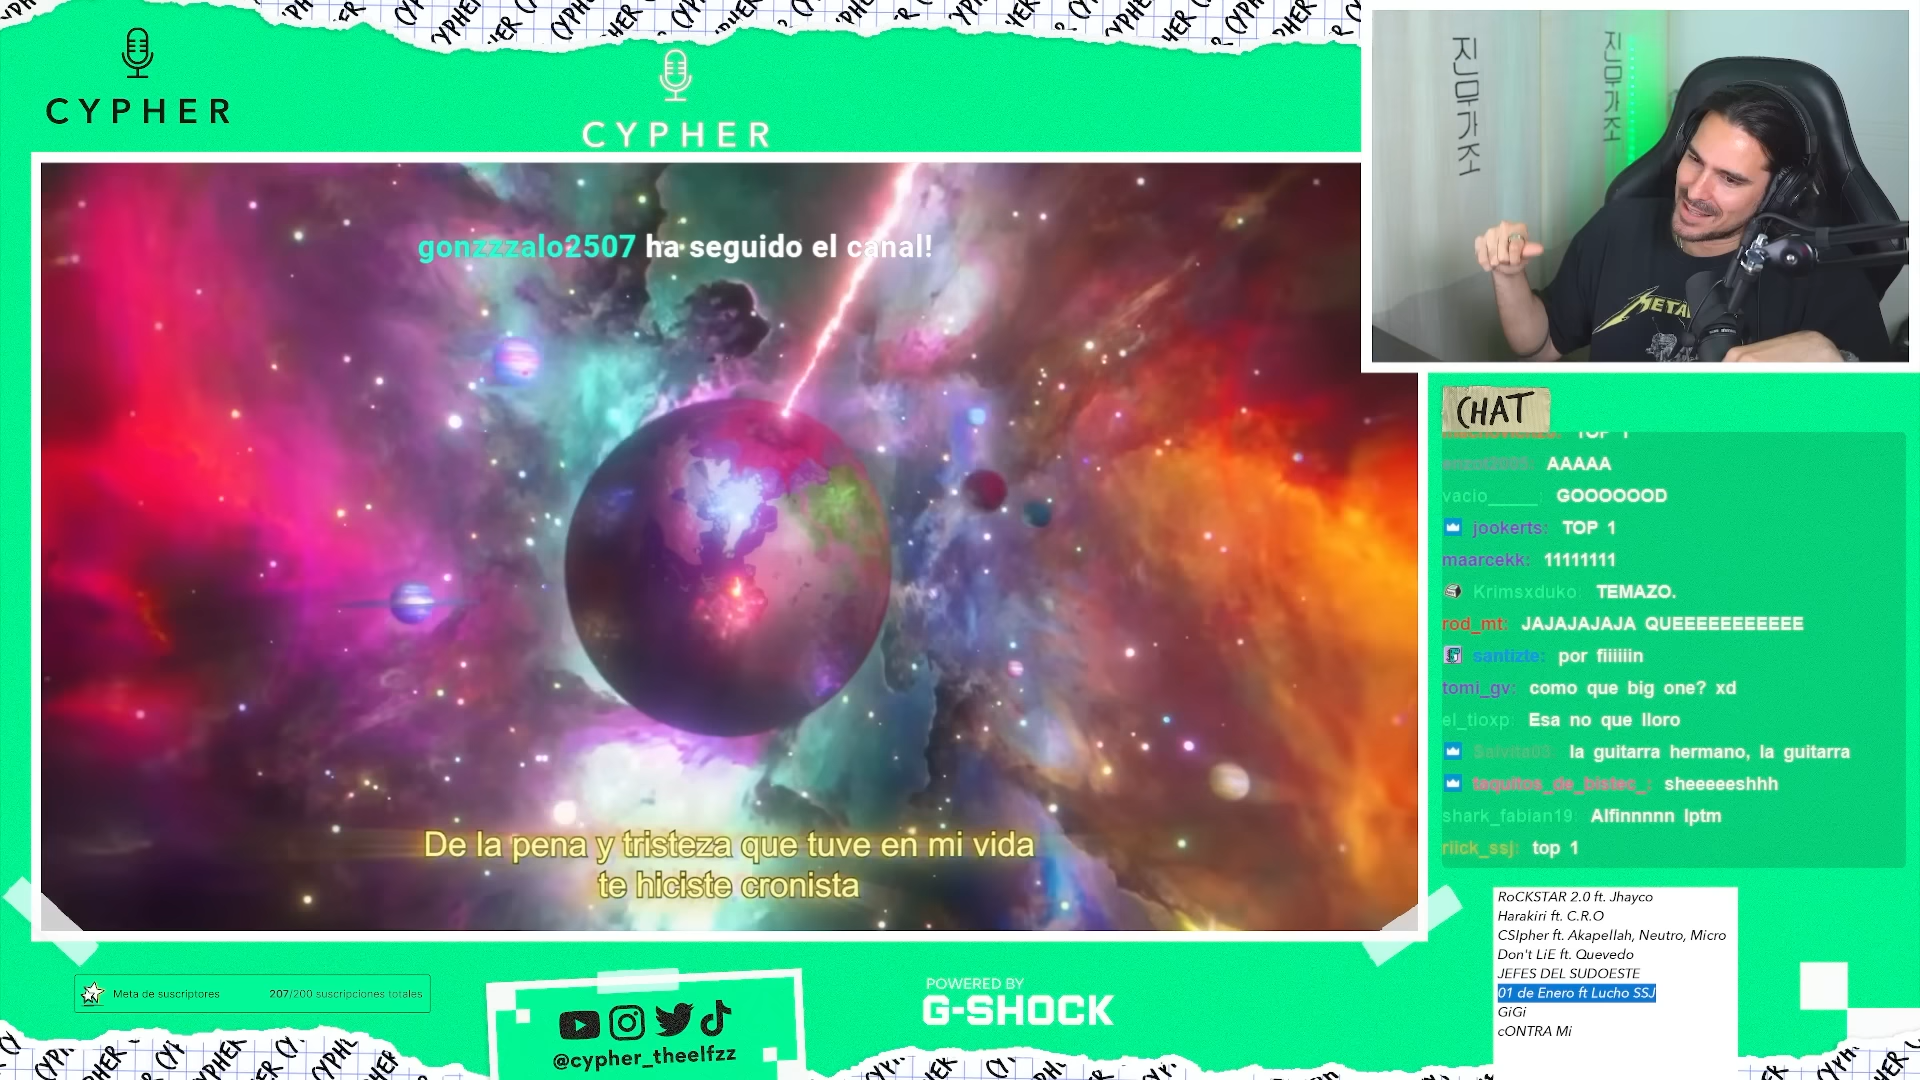 CYPHER
CYPHER
gonzzzalo2507 ha seguido el canal!
De la pena y tristeza que tuve en mi vida
te hiciste cronista
META
CHAT
TOP 1
AAAAA
vacio_____: GOOOOOOD
jookerts: TOP 1
maarcekk: 11111111
Krimsxduko: TEMAZO.
rod_mt: JAJAJAJAJA QUEEEEEEEEEEE
santizte: por fiiiiiin
tomi_gv: como que big one? xd
el_tioxp: Esa no que lloro
la guitarra hermano, la guitarra
taquitos_de_bistec_: sheeeeeshhh
shark_fabian19: Alfinnnnn lptm
riick_ssj: top 1
RoCKSTAR 2.0 ft. Jhayco
Harakiri ft. C.R.O
CSIpher ft. Akapellah, Neutro, Micro
Don't LiE ft. Quevedo
JEFES DEL SUDOESTE
01 de Enero ft Lucho SSJ
GiGi
cONTRA Mi
Meta de suscriptores 207/200 suscripciones totales
@cypher_theelfzz
POWERED BY
G-SHOCK